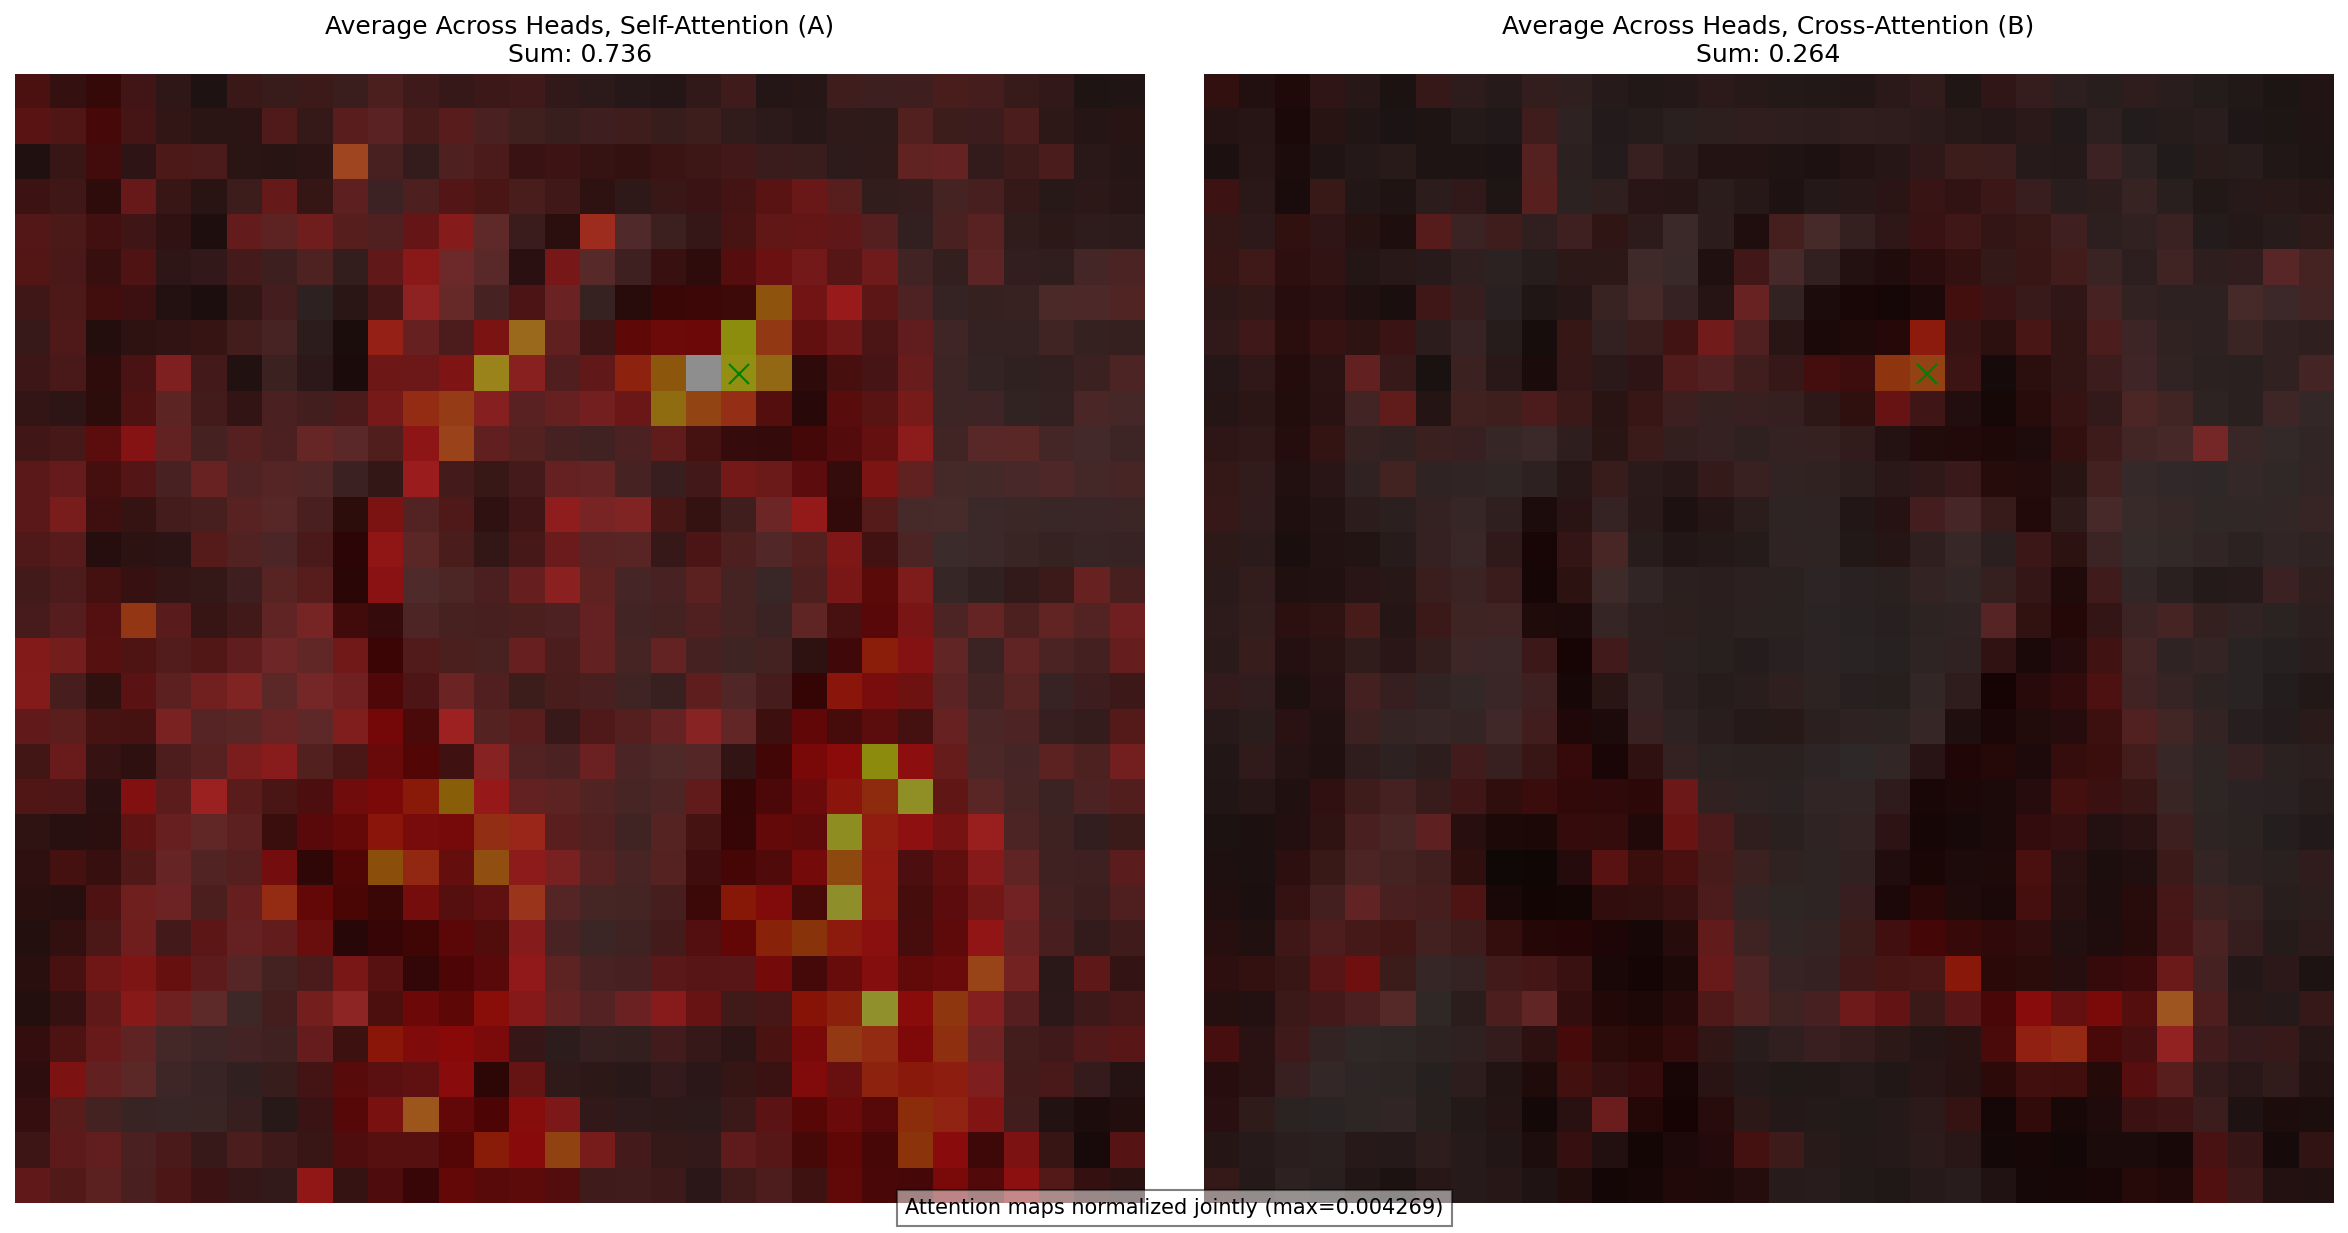 Average Across Heads, Self-Attention (A)
Sum: 0.736
Average Across Heads, Cross-Attention (B)
Sum: 0.264
Attention maps normalized jointly (max=0.004269)